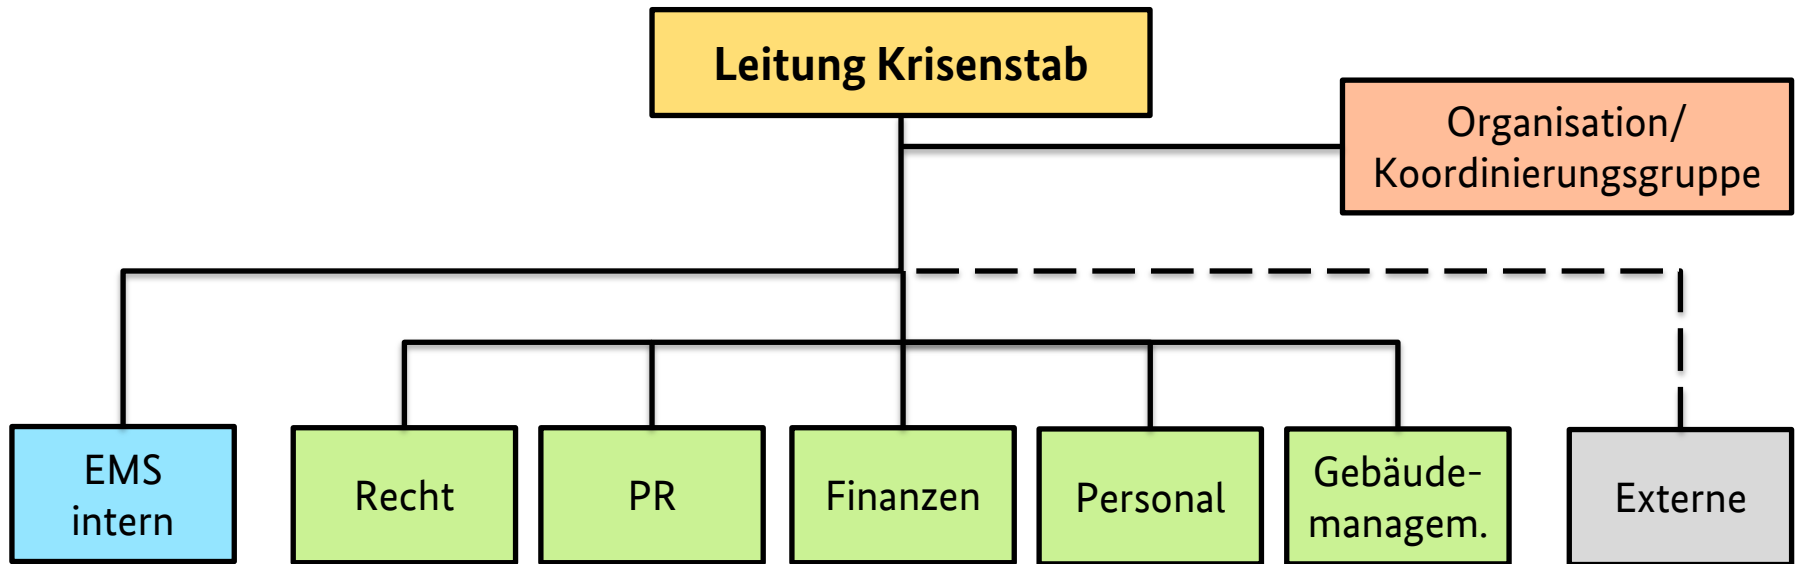 Leitung Krisenstab
Organisation/
Koordinierungsgruppe
EMS
intern
Recht
PR
Finanzen
Personal
Gebäude-
managem.
Externe